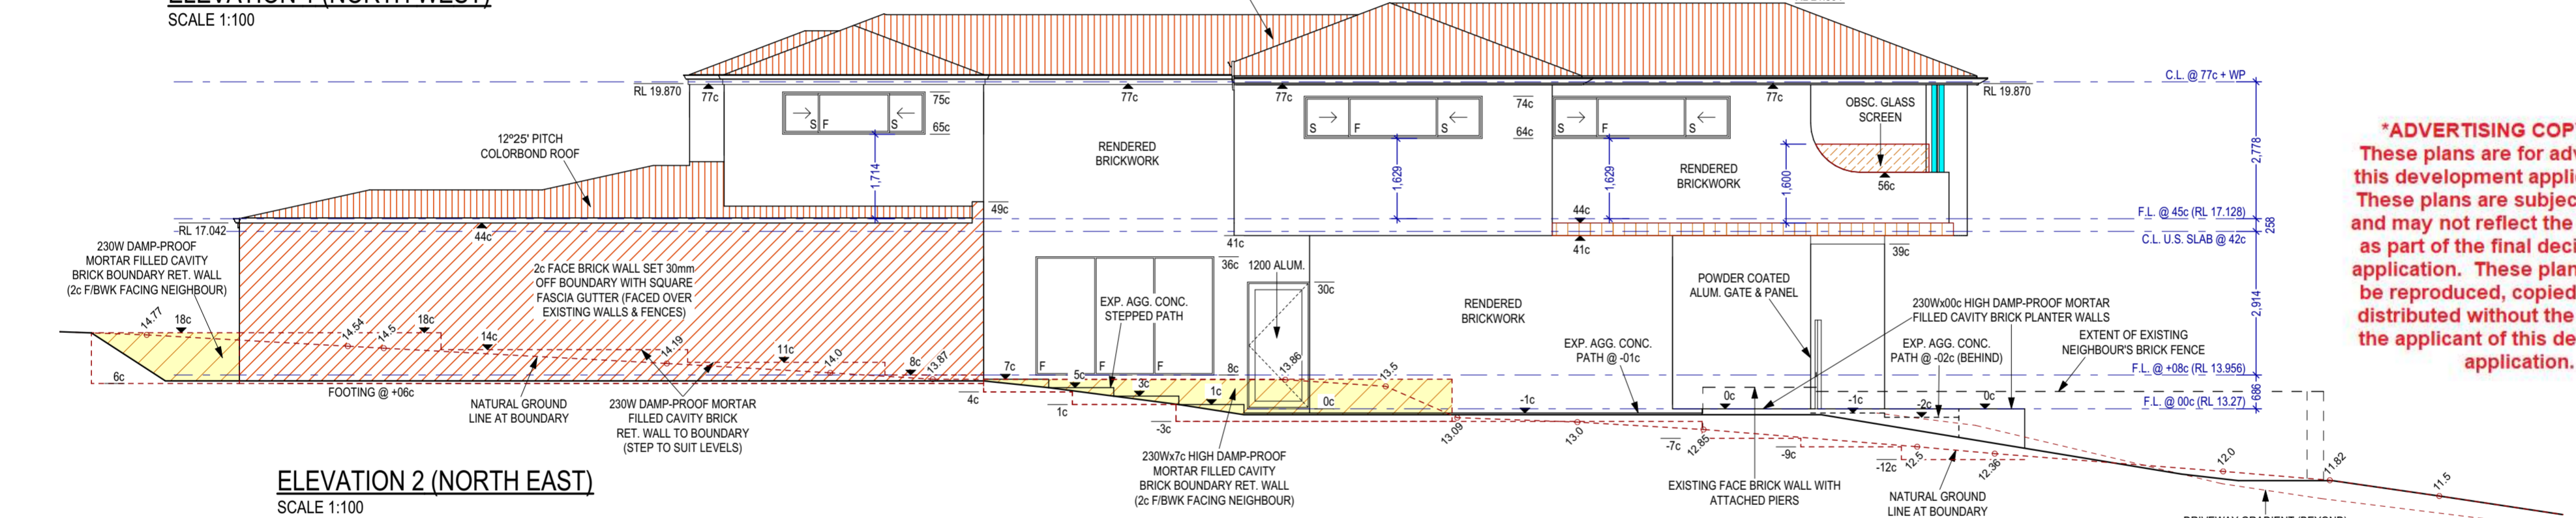 ELEVATION 1 (NORTH WEST)
SCALE 1:100
C.L. @ 77c + WP
RL 19.870
77c
77c
77c
77c
RL 19.870
75c
65c
74c
64c
S F S
S F S
S F S
OBSC. GLASS
SCREEN
12º25' PITCH
COLORBOND ROOF
RENDERED
BRICKWORK
RENDERED
BRICKWORK
1,714
1,629
1,629
1,600
56c
2,778
49c
44c
F.L. @ 45c (RL 17.128)
258
RL 17.042
44c
41c
41c
C.L. U.S. SLAB @ 42c
39c
230W DAMP-PROOF
MORTAR FILLED CAVITY
BRICK BOUNDARY RET. WALL
(2c F/BWK FACING NEIGHBOUR)
2c FACE BRICK WALL SET 30mm
OFF BOUNDARY WITH SQUARE
FASCIA GUTTER (FACED OVER
EXISTING WALLS & FENCES)
36c
1200 ALUM.
30c
EXP. AGG. CONC.
STEPPED PATH
RENDERED
BRICKWORK
POWDER COATED
ALUM. GATE & PANEL
230Wx00c HIGH DAMP-PROOF MORTAR
FILLED CAVITY BRICK PLANTER WALLS
2,914
EXP. AGG. CONC.
PATH @ -01c
EXP. AGG. CONC.
PATH @ -02c (BEHIND)
EXTENT OF EXISTING
NEIGHBOUR'S BRICK FENCE
14.77
18c
14.54
14.5
18c
14c
14.19
11c
14.0
8c
13.87
F F F
7c
5c
3c
1c
8c
13.86
13.5
0c
-1c
0c
-1c
-2c
0c
F.L. @ +08c (RL 13.956)
686
F.L. @ 00c (RL 13.27)
6c
FOOTING @ +06c
4c
1c
-3c
13.09
13.0
-7c
12.85
-9c
-12c
12.5
12.36
12.0
11.82
11.5
NATURAL GROUND
LINE AT BOUNDARY
230W DAMP-PROOF MORTAR
FILLED CAVITY BRICK
RET. WALL TO BOUNDARY
(STEP TO SUIT LEVELS)
230Wx7c HIGH DAMP-PROOF
MORTAR FILLED CAVITY
BRICK BOUNDARY RET. WALL
(2c F/BWK FACING NEIGHBOUR)
EXISTING FACE BRICK WALL WITH
ATTACHED PIERS
NATURAL GROUND
LINE AT BOUNDARY
ELEVATION 2 (NORTH EAST)
SCALE 1:100
*ADVERTISING COP
These plans are for adv
this development applic
These plans are subjec
and may not reflect the
as part of the final deci
application. These plan
be reproduced, copied
distributed without the
the applicant of this de
application.